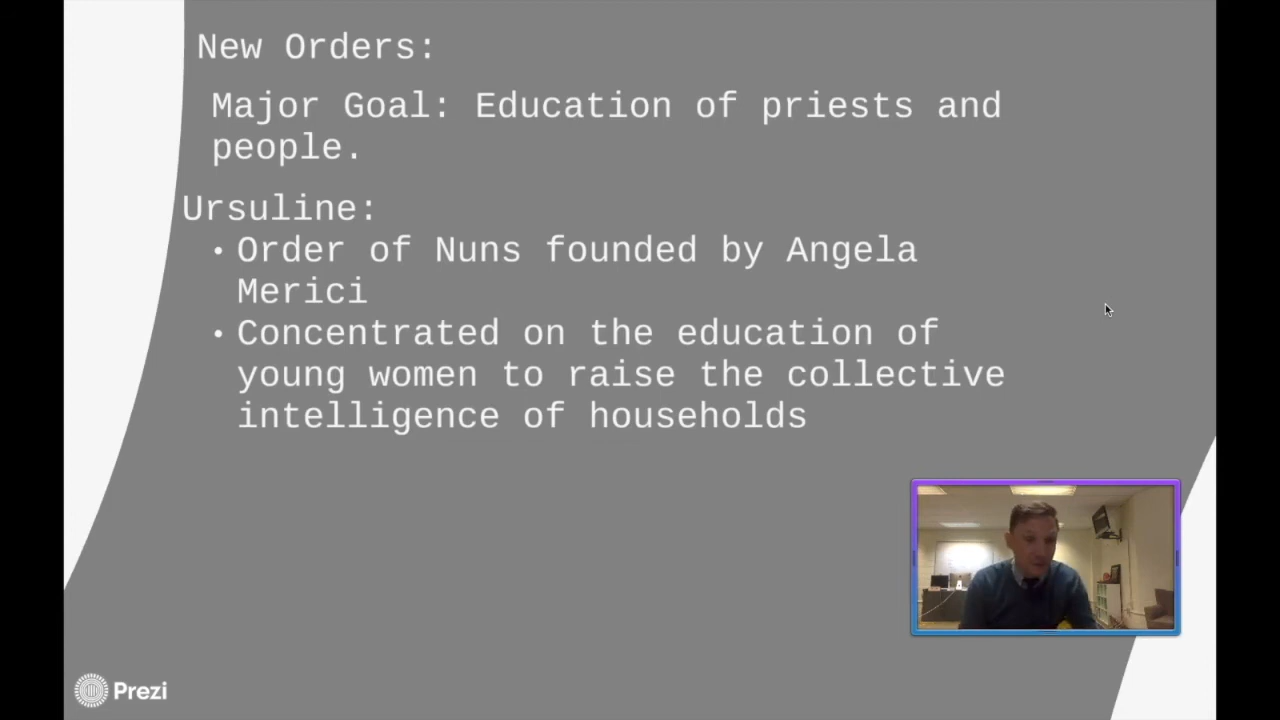 New Orders:
Major Goal: Education of priests and
people.
Ursuline:
• Order of Nuns founded by Angela
Merici
• Concentrated on the education of
young women to raise the collective
intelligence of households
Prezi